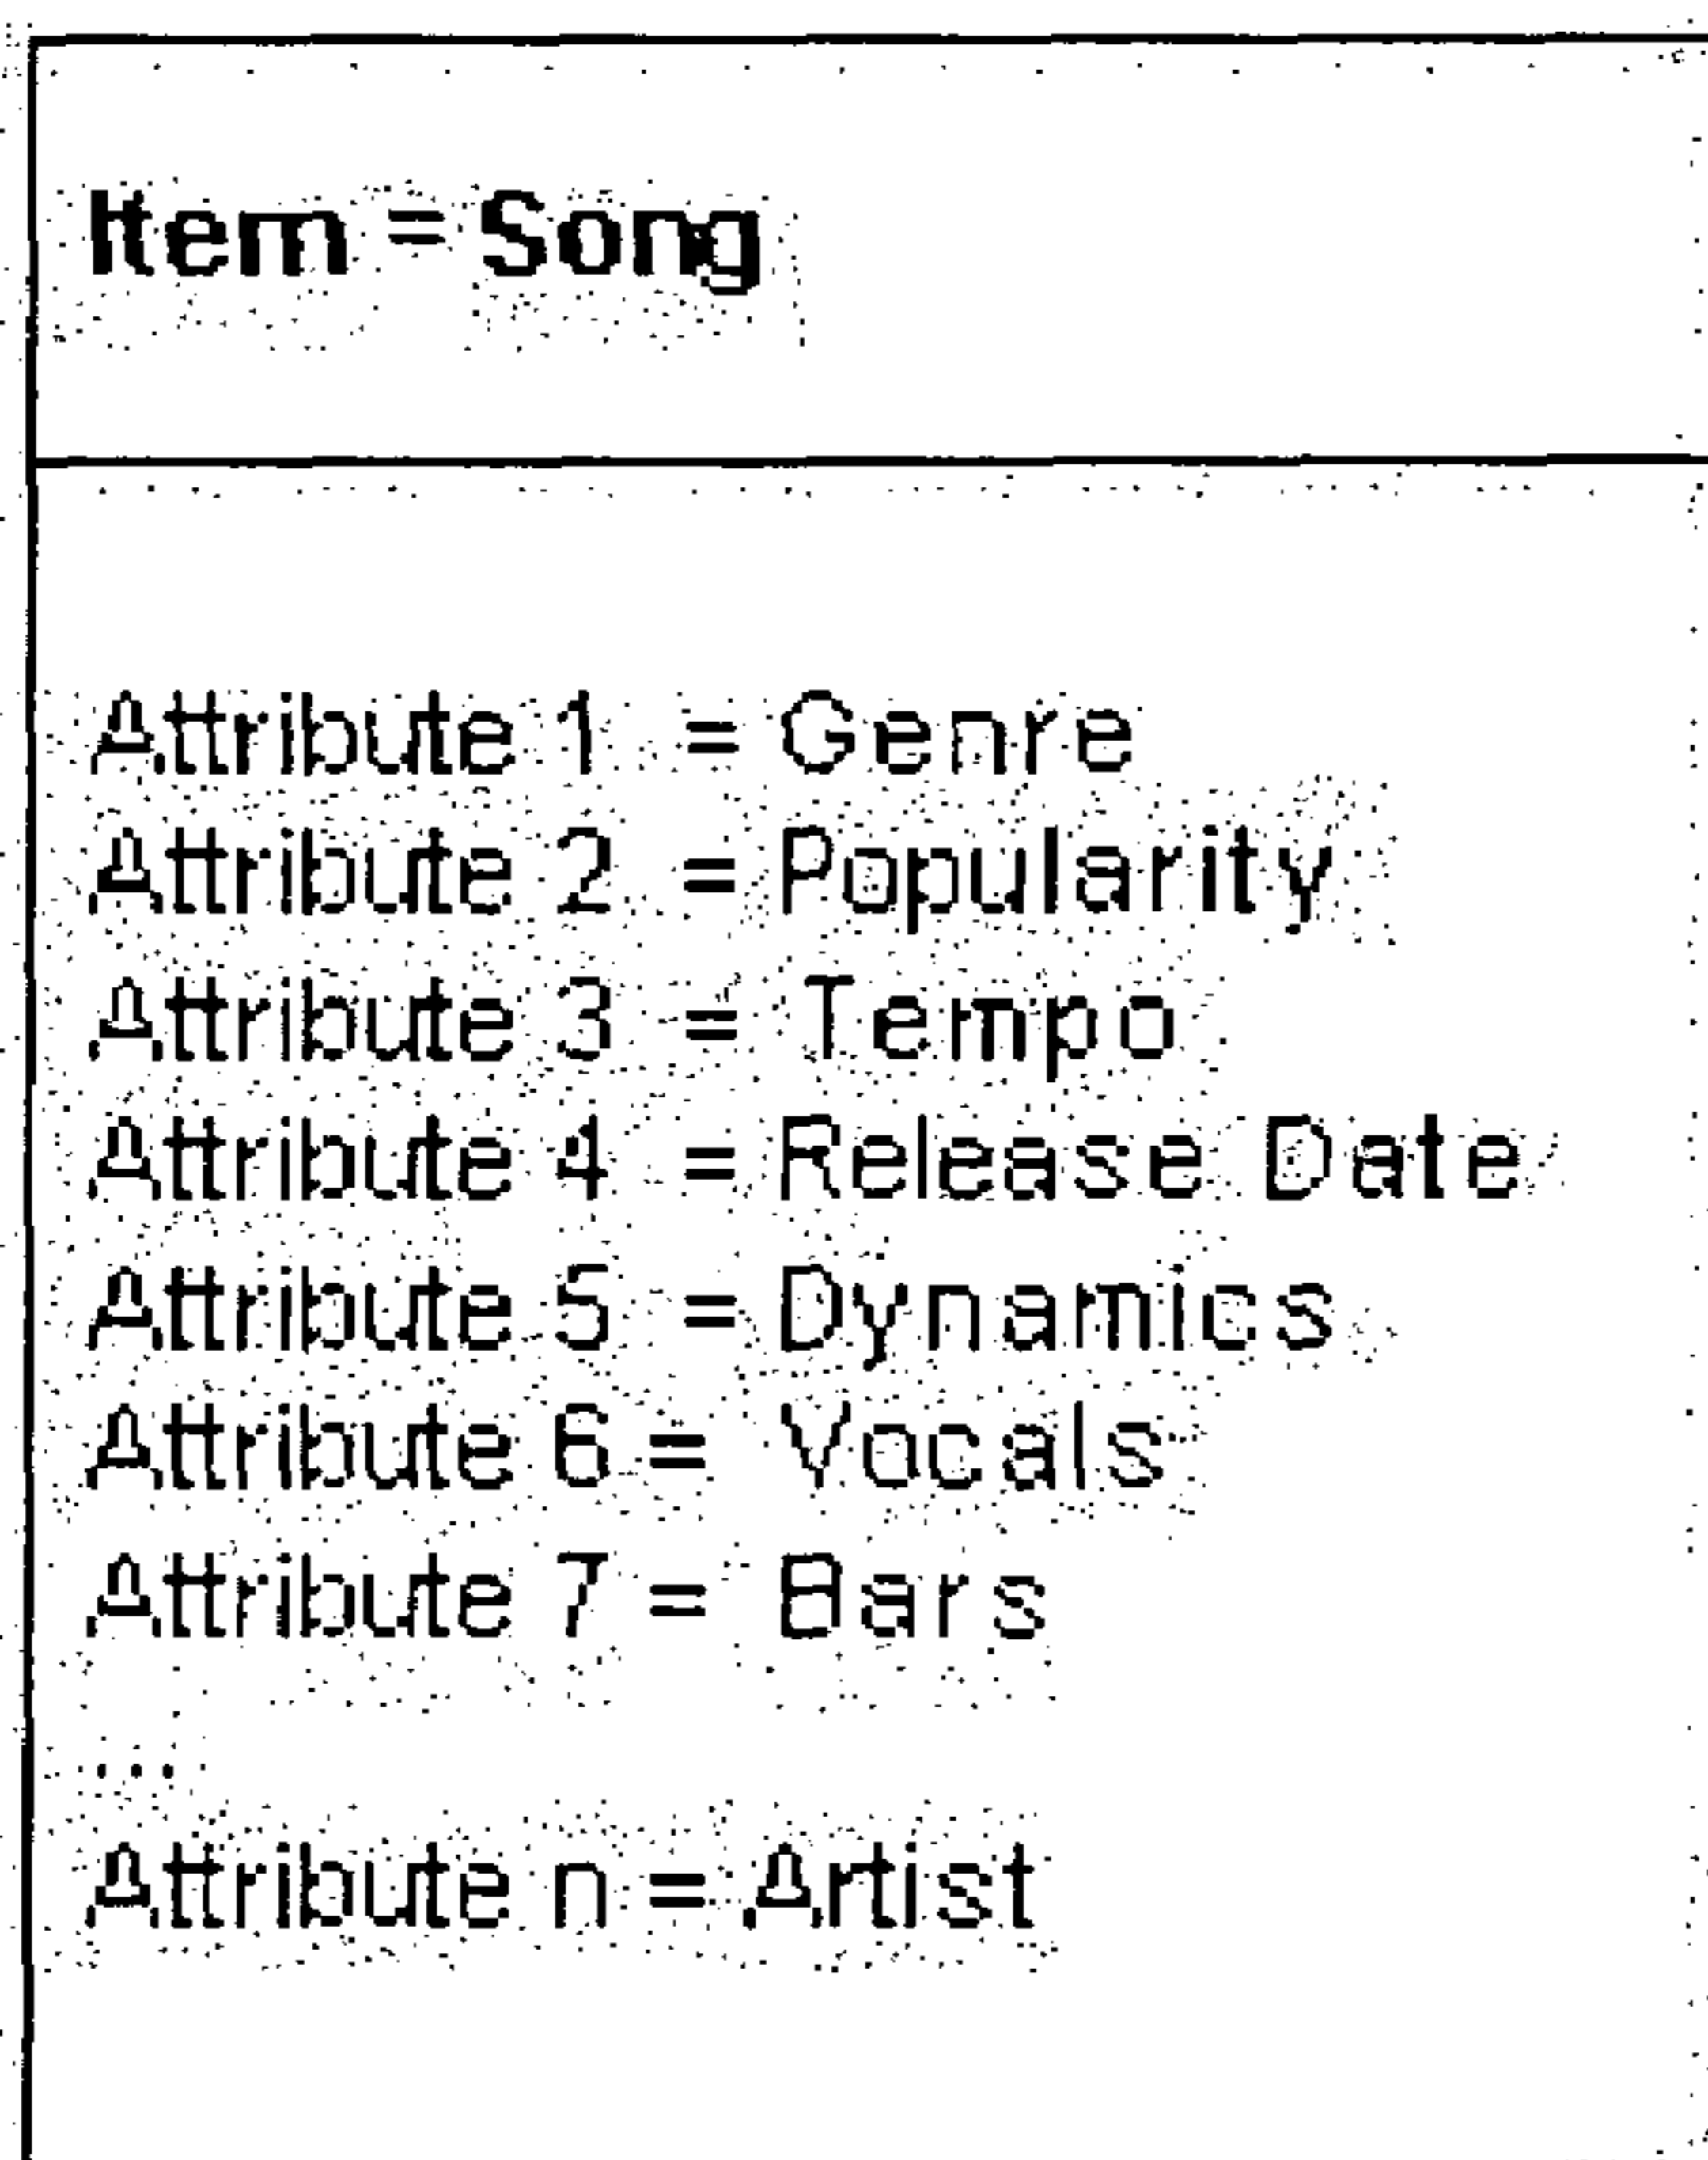 Item = Song
Attribute 1 = Genre
Attribute 2 = Popularity
Attribute 3 = Tempo
Attribute 4 = Release Date
Attribute 5 = Dynamics
Attribute 6 = Vocals
Attribute 7 = Bars
...
Attribute n = Artist